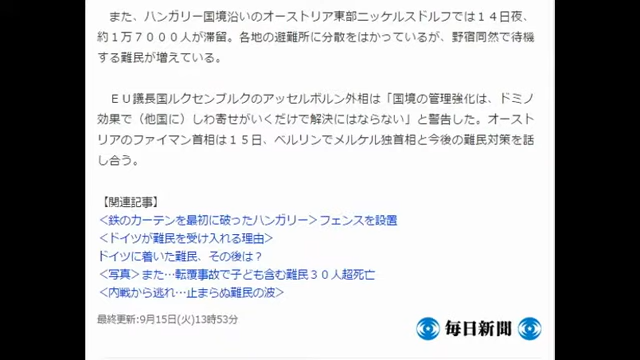 また、ハンガリー国境沿いのオーストリア東部ニッケルスドルフでは１４日夜、
約１万７０００人が滞留。各地の避難所に分散をはかっているが、野宿同然で待機
する難民が増えている。
ＥＵ議長国ルクセンブルクのアッセルボルン外相は「国境の管理強化は、ドミノ
効果で（他国に）しわ寄せがいくだけで解決にはならない」と警告した。オースト
リアのファイマン首相は１５日、ベルリンでメルケル独首相と今後の難民対策を話
し合う。
【関連記事】
＜鉄のカーテンを最初に破ったハンガリー＞フェンスを設置
＜ドイツが難民を受け入れる理由＞
ドイツに着いた難民、その後は？
＜写真＞また…転覆事故で子ども含む難民３０人超死亡
＜内戦から逃れ…止まらぬ難民の波＞
最終更新:9月15日(火)13時53分
毎日新聞